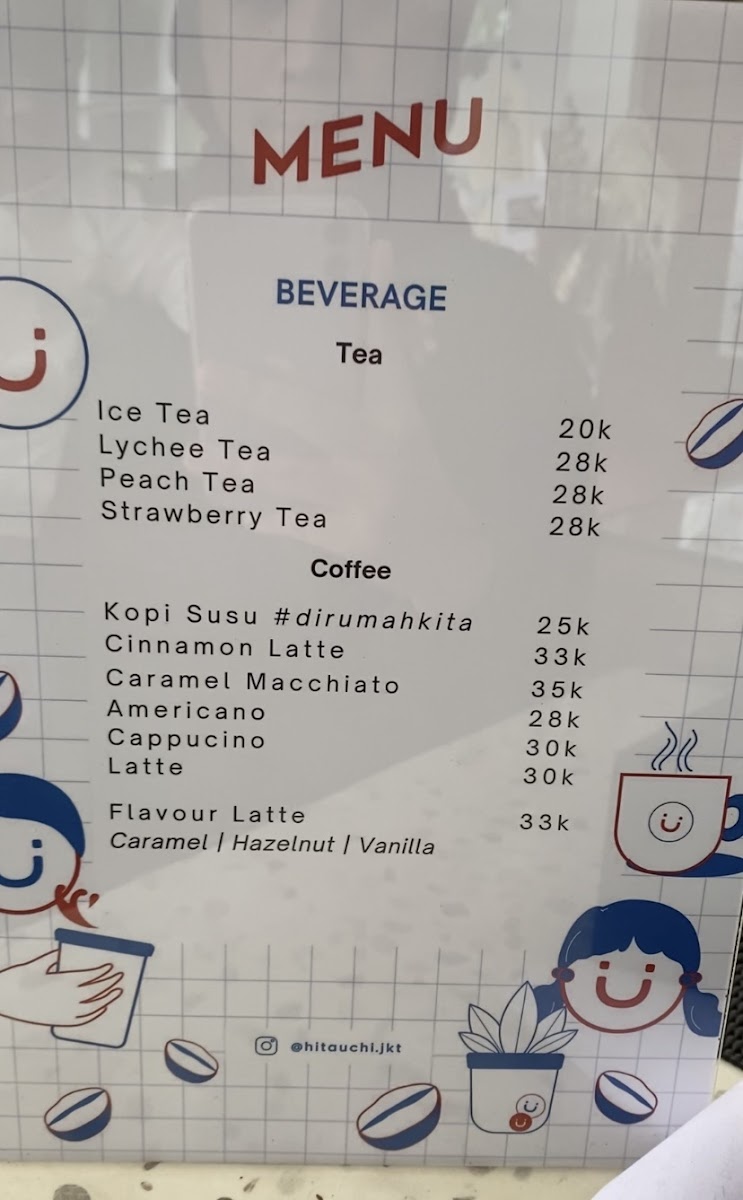 MENU
BEVERAGE
Tea
Ice Tea 20k
Lychee Tea 28k
Peach Tea 28k
Strawberry Tea 28k
Coffee
Kopi Susu #dirumahkita 25k
Cinnamon Latte 33k
Caramel Macchiato 35k
Americano 28k
Cappucino 30k
Latte 30k
Flavour Latte 33k
Caramel | Hazelnut | Vanilla
@hitauchi.jkt